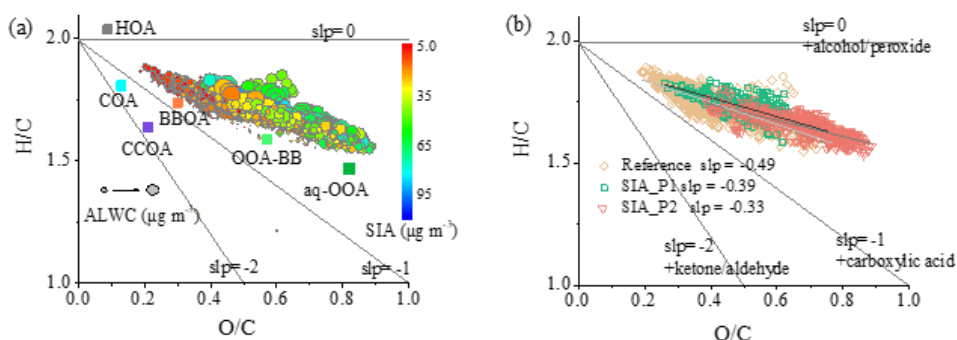 (a)
HOA
slp= 0
2.0
5.0
35
65
95
COA
BBOA
CCOA
OOA-BB
aq-OOA
ALWC (μg m⁻³)
SIA (μg m⁻³)
H/C
1.5
1.0
slp= -2
slp= -1
0.0 0.2 0.4 0.6 0.8 1.0
O/C
(b)
slp= 0
+alcohol/peroxide
2.0
H/C
1.5
Reference slp = -0.49
SIA_P1 slp = -0.39
SIA_P2 slp = -0.33
slp= -2
+ketone/aldehyde
slp= -1
+carboxylic acid
1.0
0.0 0.2 0.4 0.6 0.8 1.0
O/C